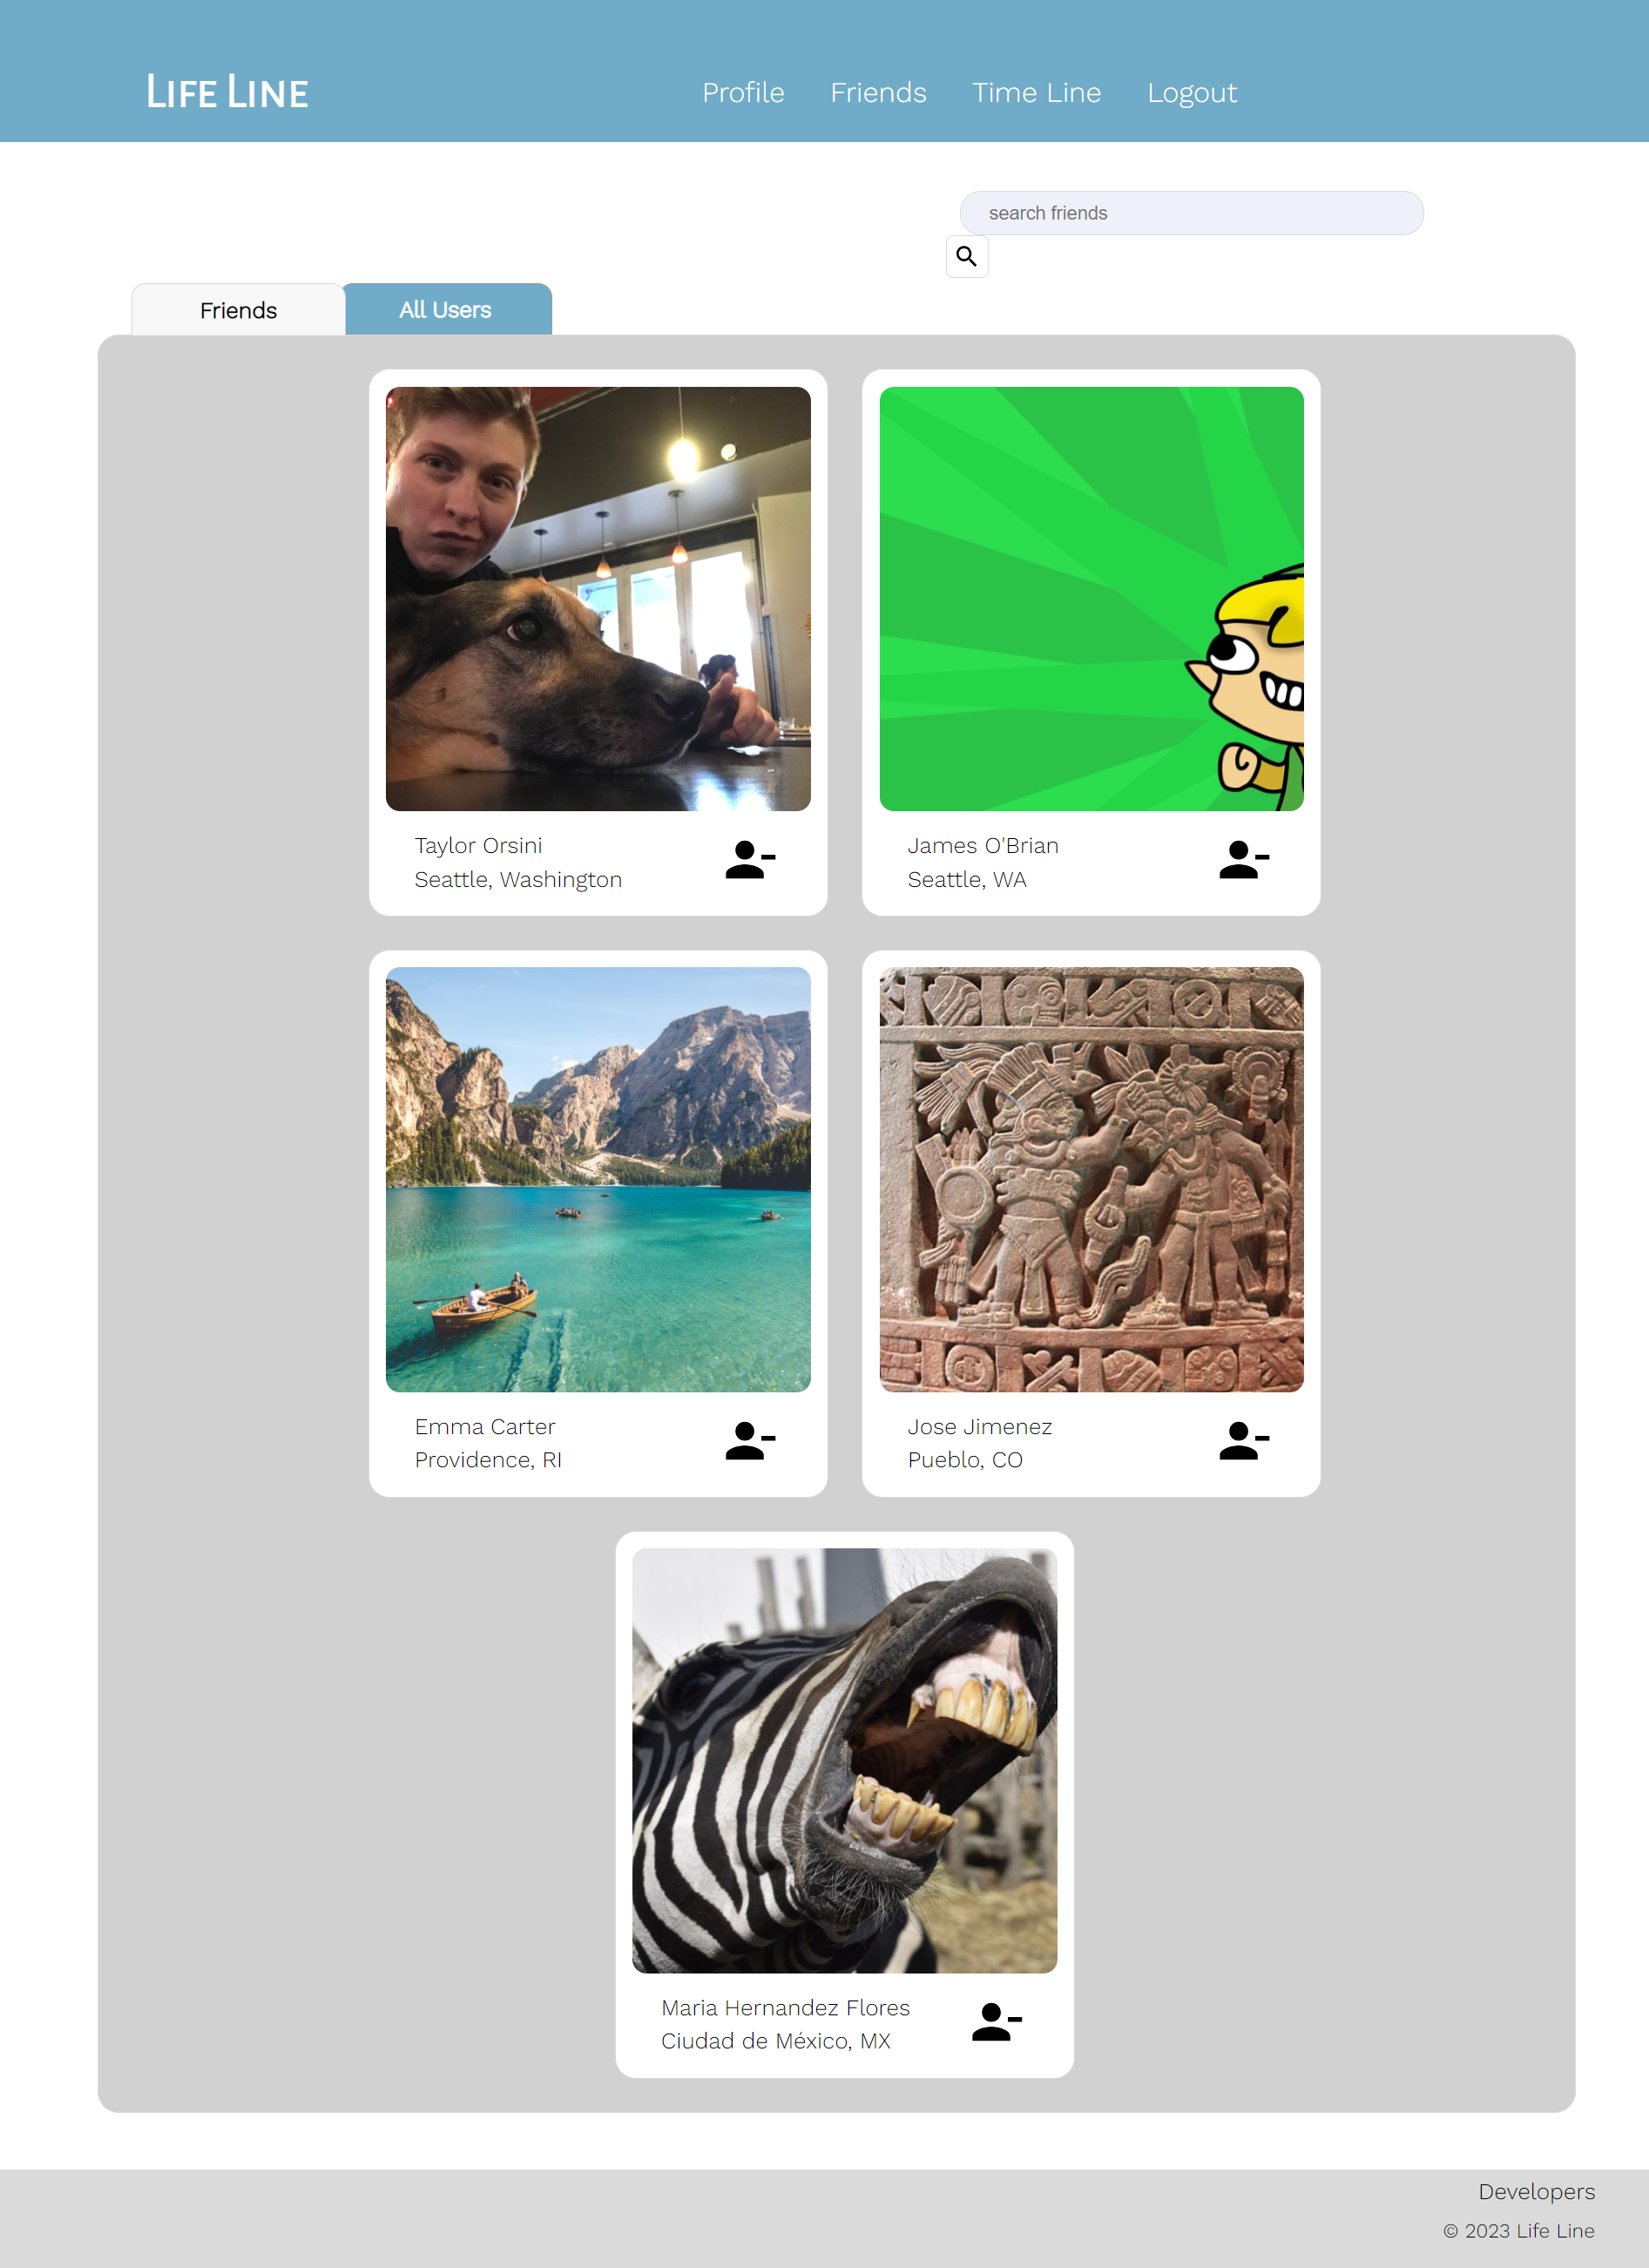 LIFE LINE
Profile Friends Time Line Logout
search friends
Friends All Users
Taylor Orsini
Seattle, Washington
James O'Brian
Seattle, WA
Emma Carter
Providence, RI
Jose Jimenez
Pueblo, CO
Maria Hernandez Flores
Ciudad de México, MX
Developers
© 2023 Life Line